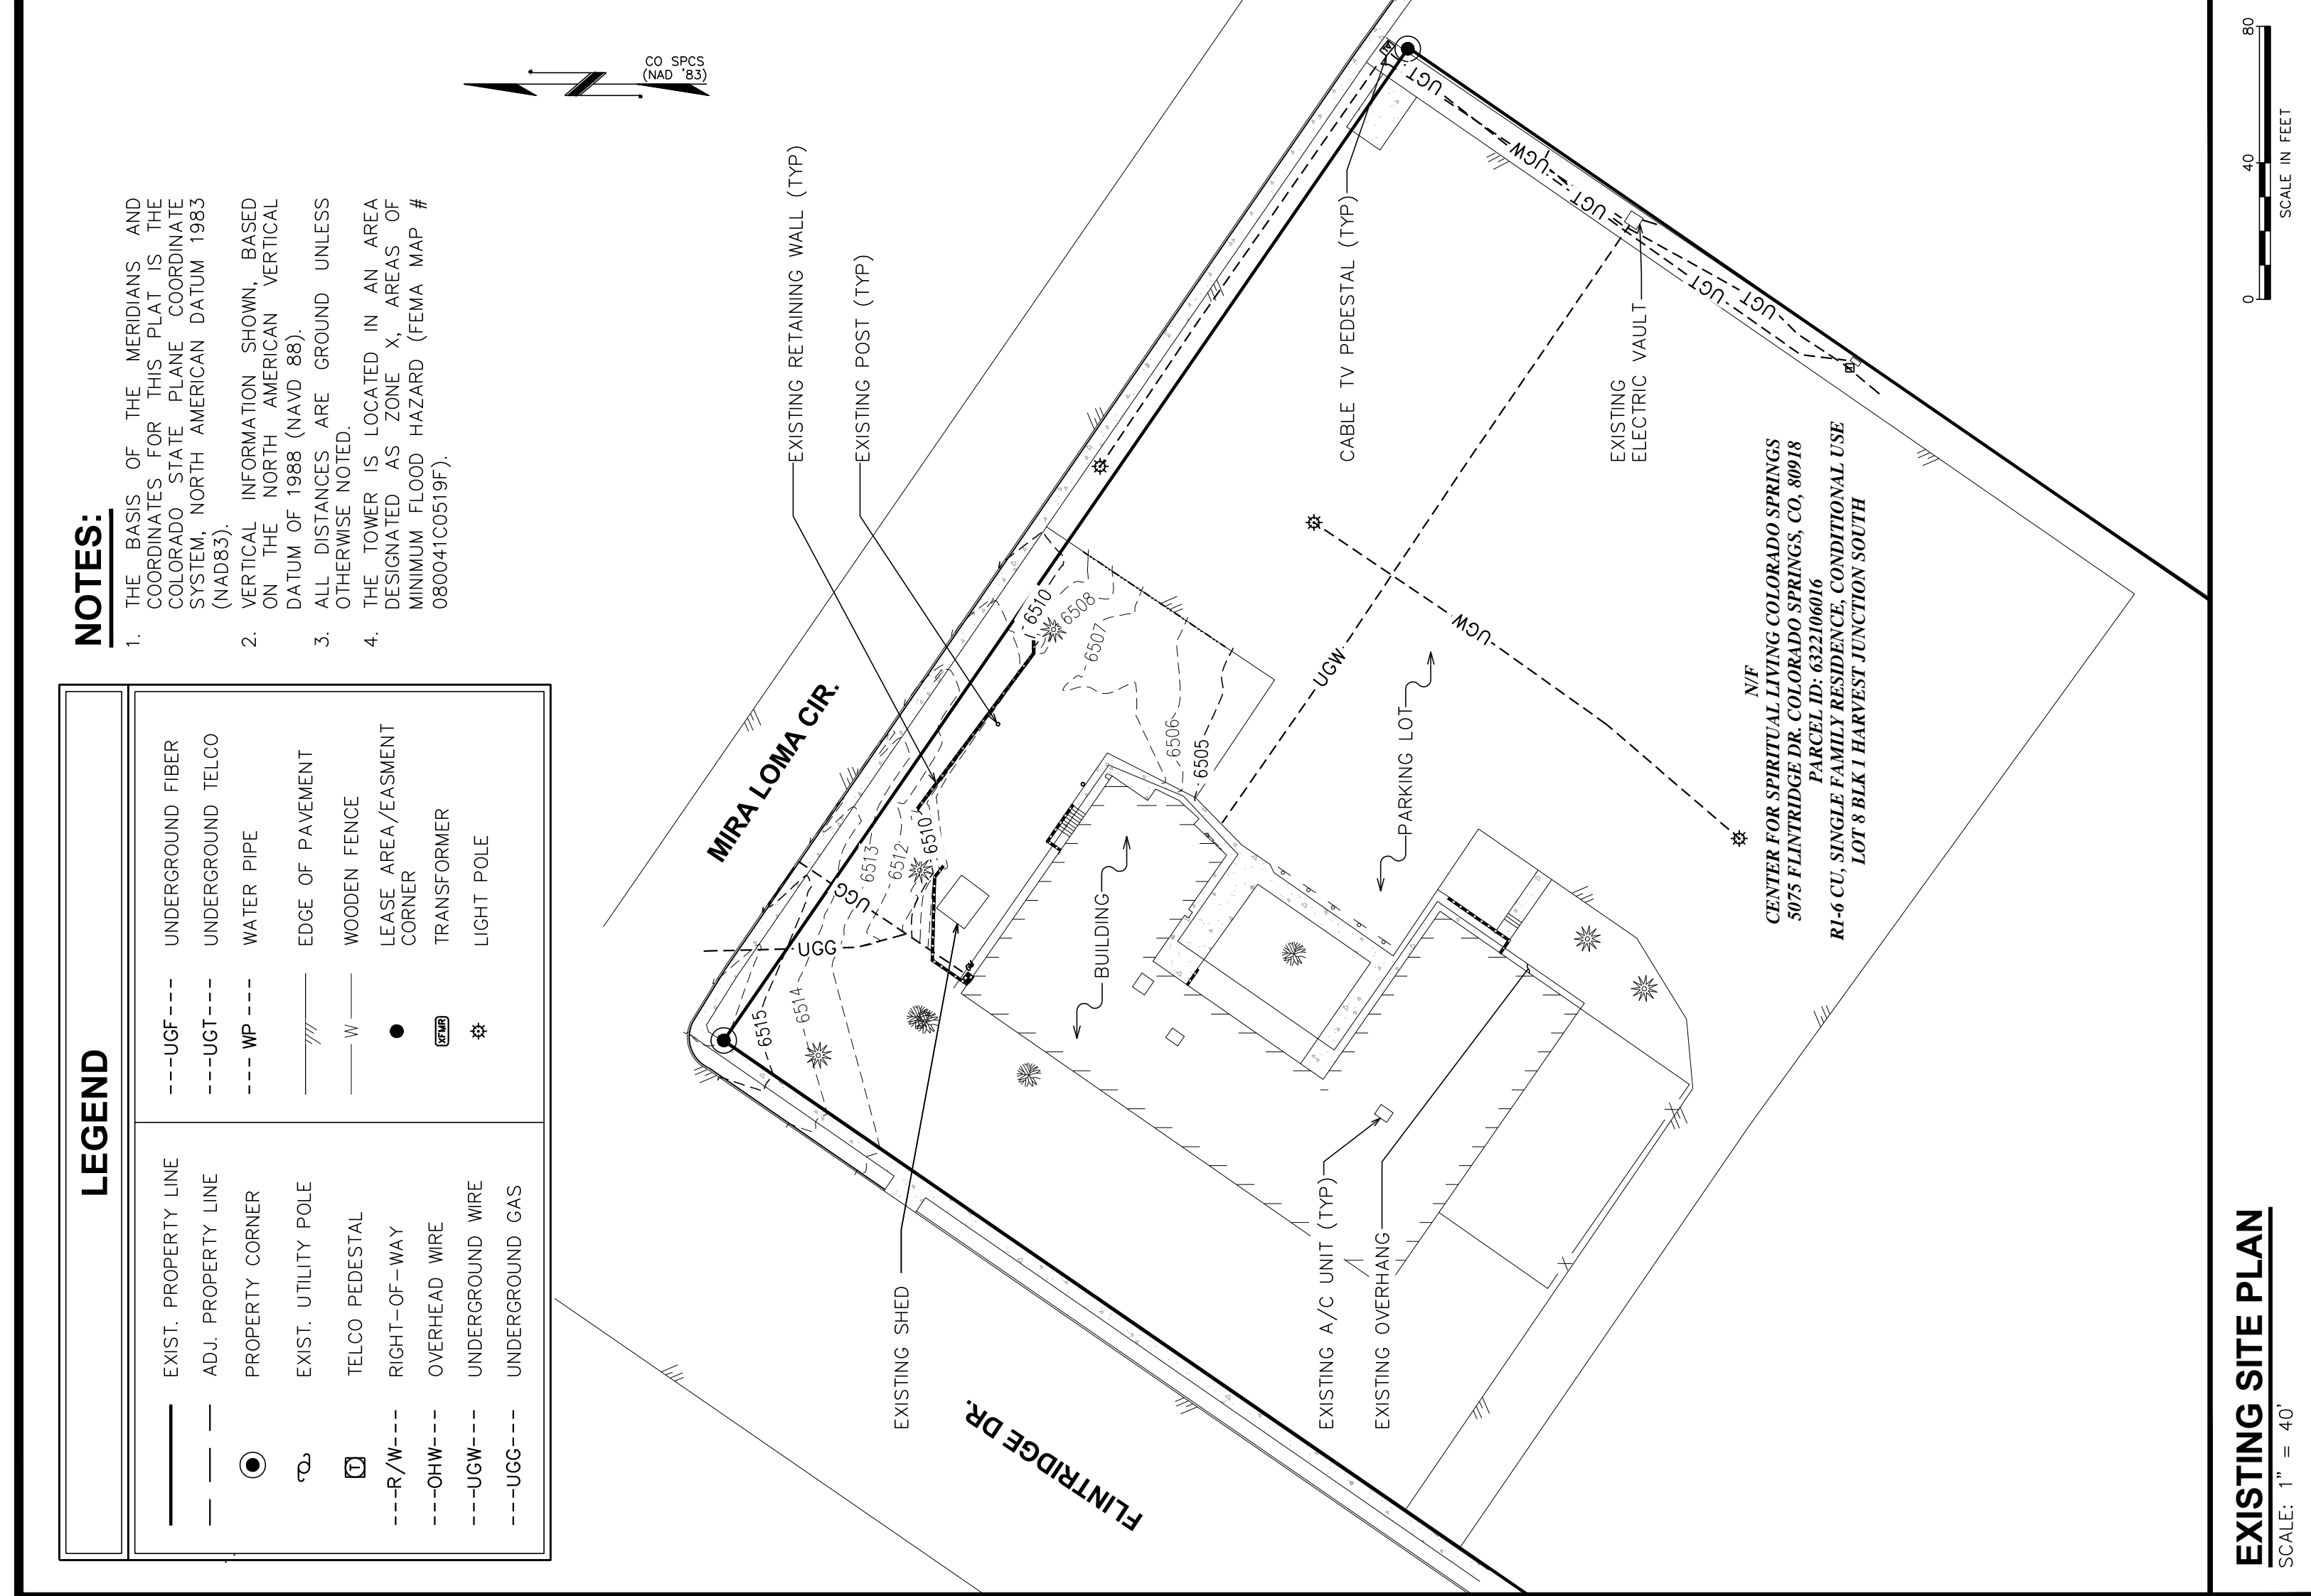 LEGEND
EXIST. PROPERTY LINE
ADJ. PROPERTY LINE
PROPERTY CORNER
EXIST. UTILITY POLE
T
TELCO PEDESTAL
R/W
RIGHT-OF-WAY
OHW
OVERHEAD WIRE
UGW
UNDERGROUND WIRE
UGG
UNDERGROUND GAS
UGF
UNDERGROUND FIBER
UGT
UNDERGROUND TELCO
WP
WATER PIPE
EDGE OF PAVEMENT
W
WOODEN FENCE
LEASE AREA/EASMENT
CORNER
XFMR
TRANSFORMER
LIGHT POLE
NOTES:
1. THE BASIS OF THE MERIDIANS AND
COORDINATES FOR THIS PLAT IS THE
COLORADO STATE PLANE COORDINATE
SYSTEM, NORTH AMERICAN DATUM 1983
(NAD83).
2. VERTICAL INFORMATION SHOWN, BASED
ON THE NORTH AMERICAN VERTICAL
DATUM OF 1988 (NAVD 88).
3. ALL DISTANCES ARE GROUND UNLESS
OTHERWISE NOTED.
4. THE TOWER IS LOCATED IN AN AREA
DESIGNATED AS ZONE X, AREAS OF
MINIMUM FLOOD HAZARD (FEMA MAP #
08004​1C0519F).
CO SPCS
(NAD '83)
EXISTING RETAINING WALL (TYP)
EXISTING POST (TYP)
MIRA LOMA CIR.
FLINTRIDGE DR.
6515
6514
6513
6512
6510
6510
6508
6507
6506
6505
UGG
UGG
EXISTING SHED
BUILDING
PARKING LOT
UGW
UGW
UGW
UGT
UGT
UGT
UGT
CABLE TV PEDESTAL (TYP)
EXISTING
ELECTRIC VAULT
EXISTING A/C UNIT (TYP)
EXISTING OVERHANG
N/F
CENTER FOR SPIRITUAL LIVING COLORADO SPRINGS
5075 FLINTRIDGE DR. COLORADO SPRINGS, CO, 80918
PARCEL ID: 6322106016
R1-6 CU, SINGLE FAMILY RESIDENCE, CONDITIONAL USE
LOT 8 BLK 1 HARVEST JUNCTION SOUTH
EXISTING SITE PLAN
SCALE: 1" = 40'
0 40 80
SCALE IN FEET